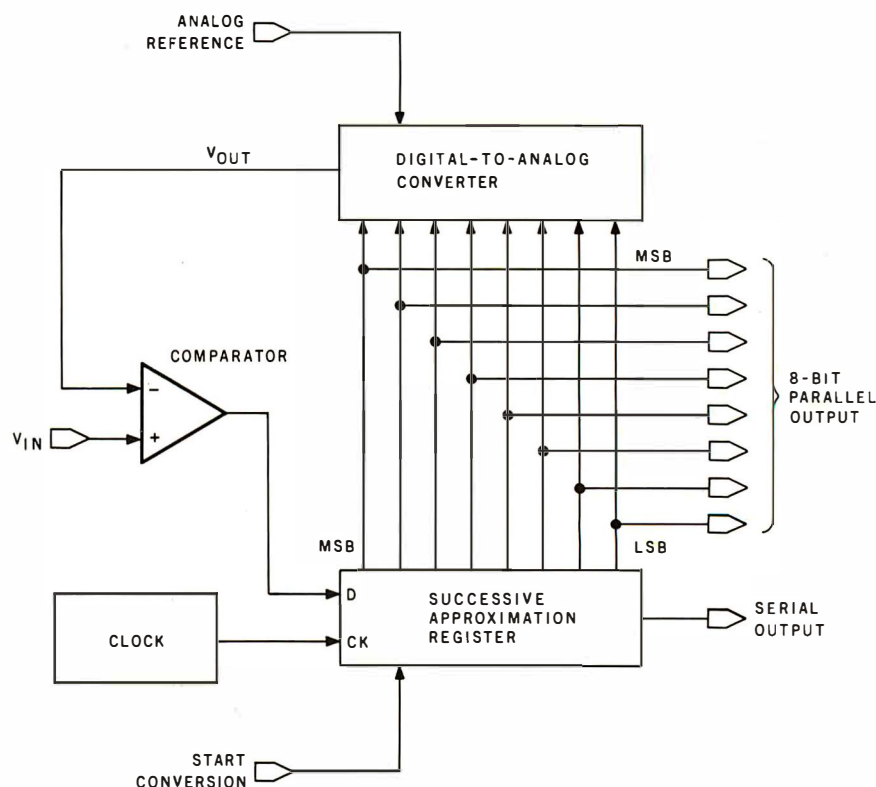 ANALOG
REFERENCE
VOUT
DIGITAL-TO-ANALOG
CONVERTER
MSB
COMPARATOR
8-BIT
PARALLEL
OUTPUT
-
VIN
+
MSB
LSB
D
SUCCESSIVE
APPROXIMATION
REGISTER
SERIAL
OUTPUT
CLOCK
CK
START
CONVERSION